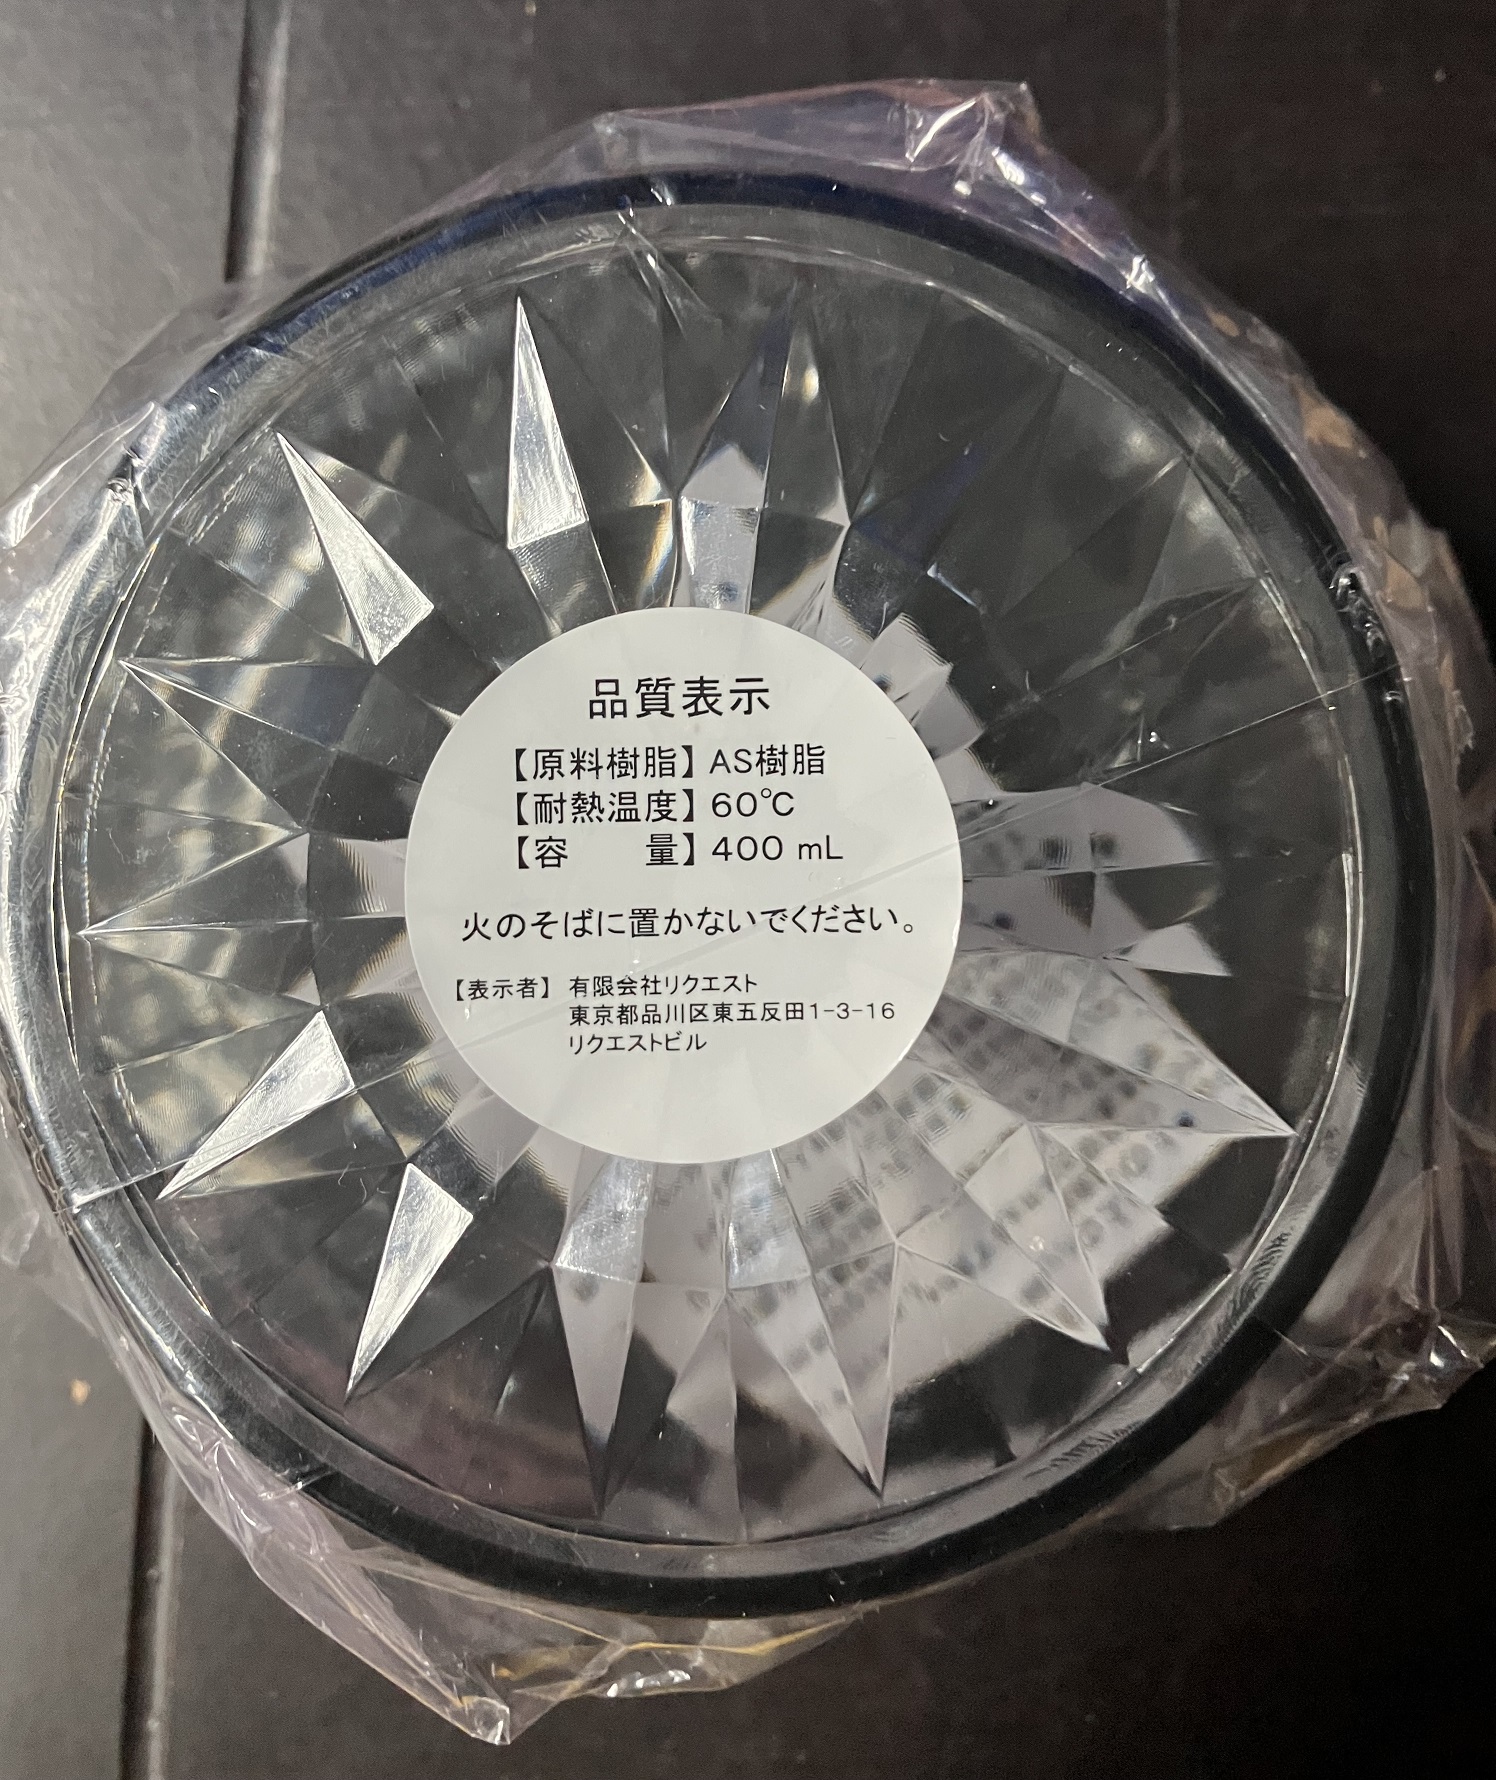 品質表示
【原料樹脂】 AS樹脂
【耐熱温度】 60℃
【容　　量】 400 mL
火のそばに置かないでください。
【表示者】 有限会社リクエスト
東京都品川区東五反田1-3-16
リクエストビル